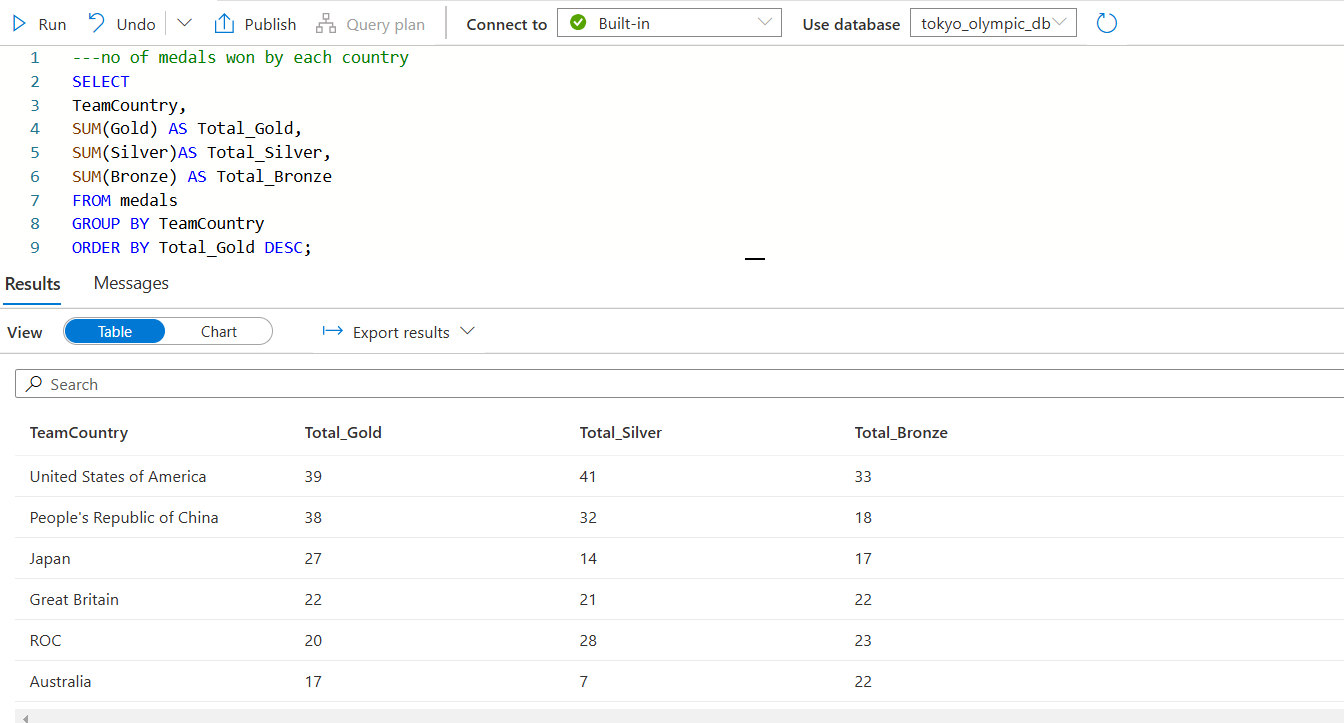 Run Undo Publish Query plan Connect to Built-in Use database tokyo_olympic_db
1 ---no of medals won by each country
2 SELECT
3 TeamCountry,
4 SUM(Gold) AS Total_Gold,
5 SUM(Silver)AS Total_Silver,
6 SUM(Bronze) AS Total_Bronze
7 FROM medals
8 GROUP BY TeamCountry
9 ORDER BY Total_Gold DESC;
Results Messages
View Table Chart Export results
Search
TeamCountry Total_Gold Total_Silver Total_Bronze
United States of America 39 41 33
People's Republic of China 38 32 18
Japan 27 14 17
Great Britain 22 21 22
ROC 20 28 23
Australia 17 7 22